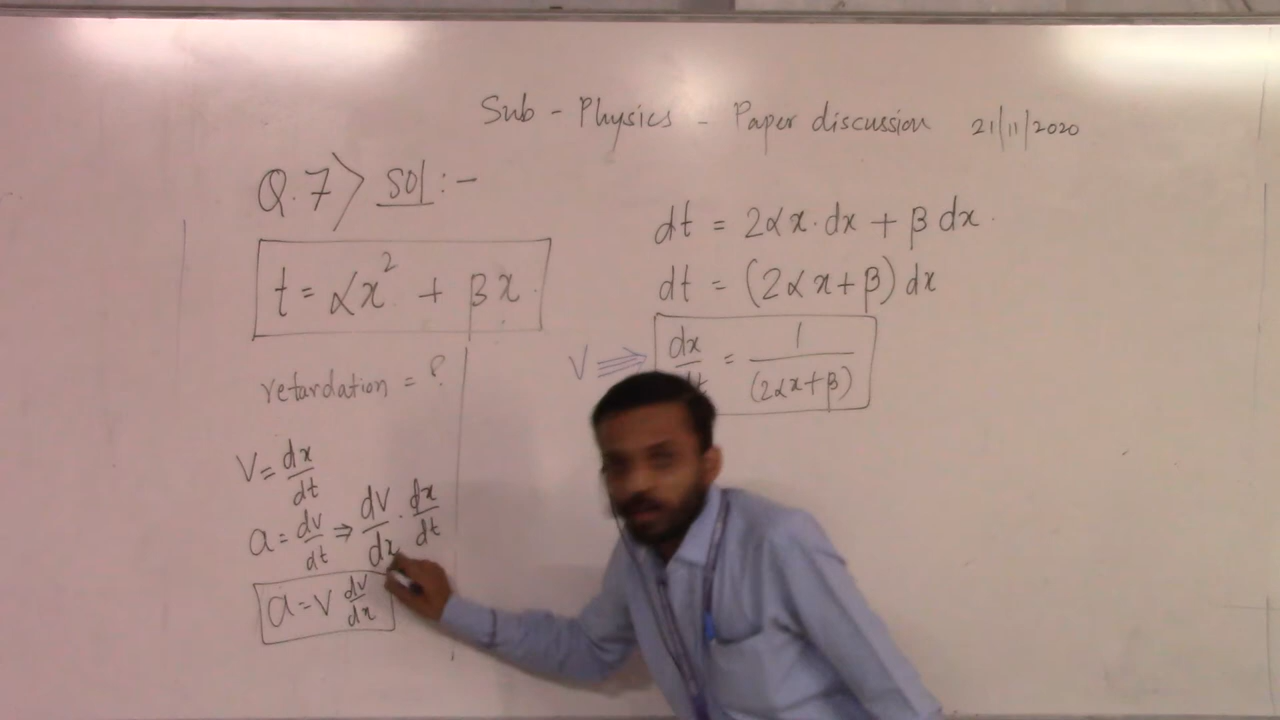 Sub - Physics - Paper discussion 21/11/2020
Q.7> Sol :-
t = αx² + βx
retardation = ?
V = dx/dt
a = dv/dt ⇒ dv/dx · dx/dt
a = v dv/dx
dt = 2αx·dx + β dx
dt = (2αx+β) dx
V ⇒ dx/dt = 1/(2αx+β)